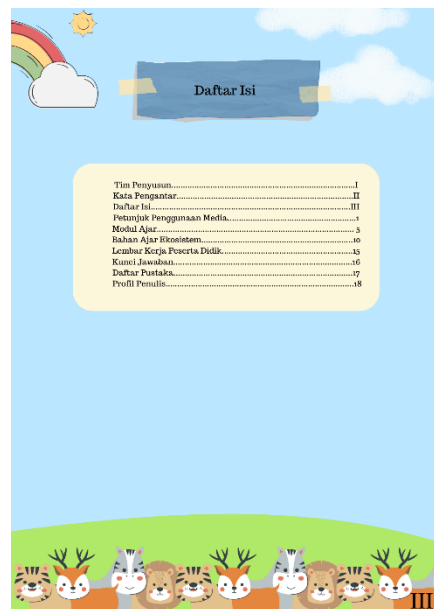 Daftar Isi
Tim Penyusun.......................................................................I
Kata Pengantar....................................................................II
Daftar Isi.............................................................................III
Petunjuk Penggunaan Media..................................................1
Modul Ajar............................................................................ 5
Bahan Ajar Ekosistem..........................................................10
Lembar Kerja Peserta Didik..................................................15
Kunci Jawaban....................................................................16
Daftar Pustaka.....................................................................17
Profil Penulis.......................................................................18
III